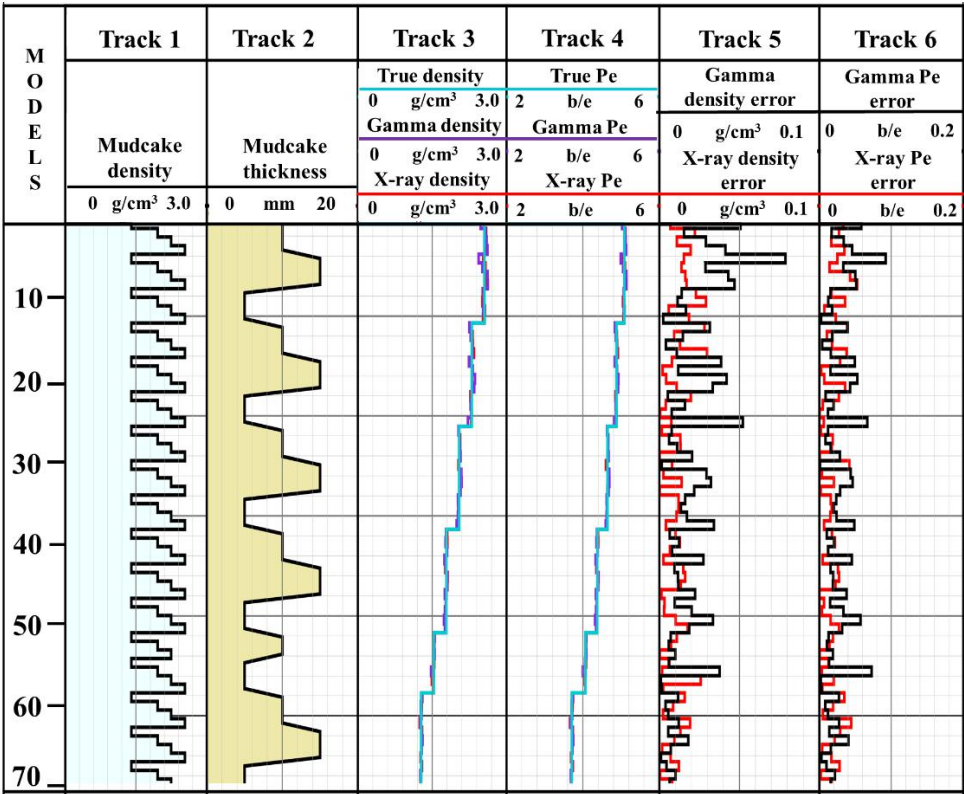 MODELS
Track 1
Track 2
Track 3
Track 4
Track 5
Track 6
Mudcake
density
0 g/cm³ 3.0
Mudcake
thickness
0 mm 20
True density
0 g/cm³ 3.0
Gamma density
0 g/cm³ 3.0
X-ray density
0 g/cm³ 3.0
True Pe
2 b/e 6
Gamma Pe
2 b/e 6
X-ray Pe
2 b/e 6
Gamma
density error
0 g/cm³ 0.1
X-ray density
error
0 g/cm³ 0.1
Gamma Pe
error
0 b/e 0.2
X-ray Pe
error
0 b/e 0.2
10
20
30
40
50
60
70